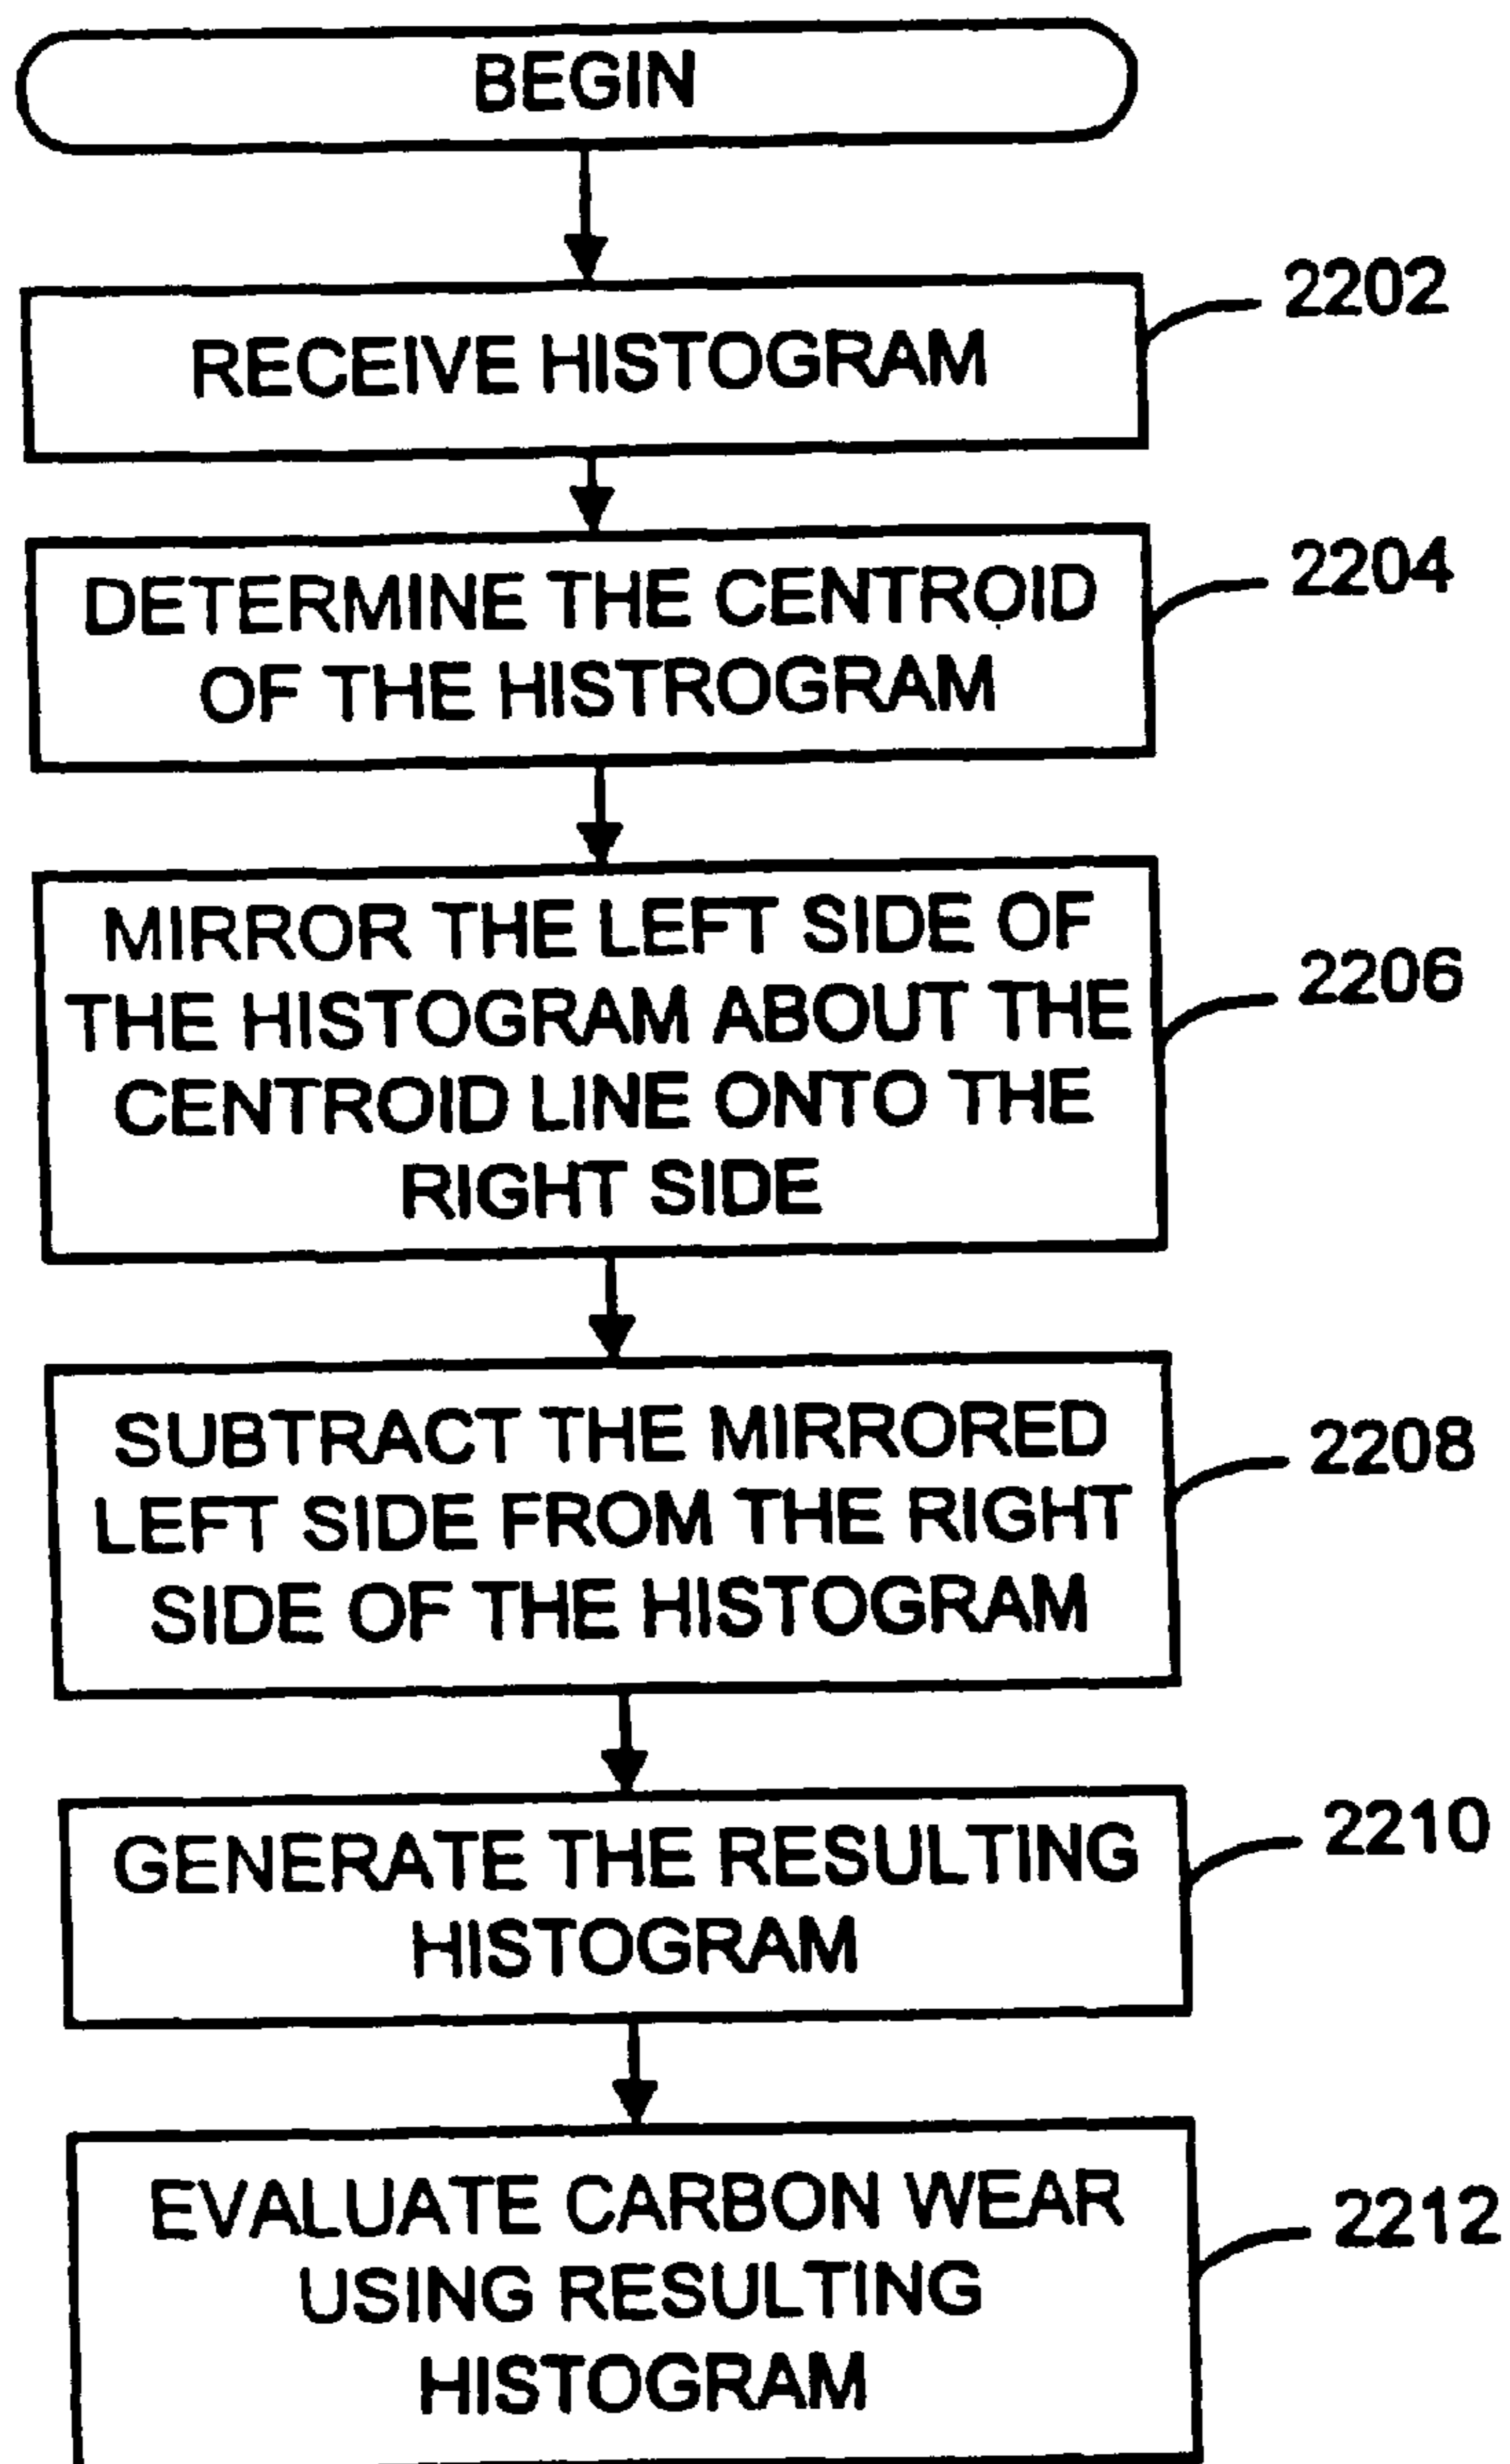 BEGIN
RECEIVE HISTOGRAM
2202
DETERMINE THE CENTROID
OF THE HISTROGRAM
2204
MIRROR THE LEFT SIDE OF
THE HISTOGRAM ABOUT THE
CENTROID LINE ONTO THE
RIGHT SIDE
2206
SUBTRACT THE MIRRORED
LEFT SIDE FROM THE RIGHT
SIDE OF THE HISTOGRAM
2208
GENERATE THE RESULTING
HISTOGRAM
2210
EVALUATE CARBON WEAR
USING RESULTING
HISTOGRAM
2212